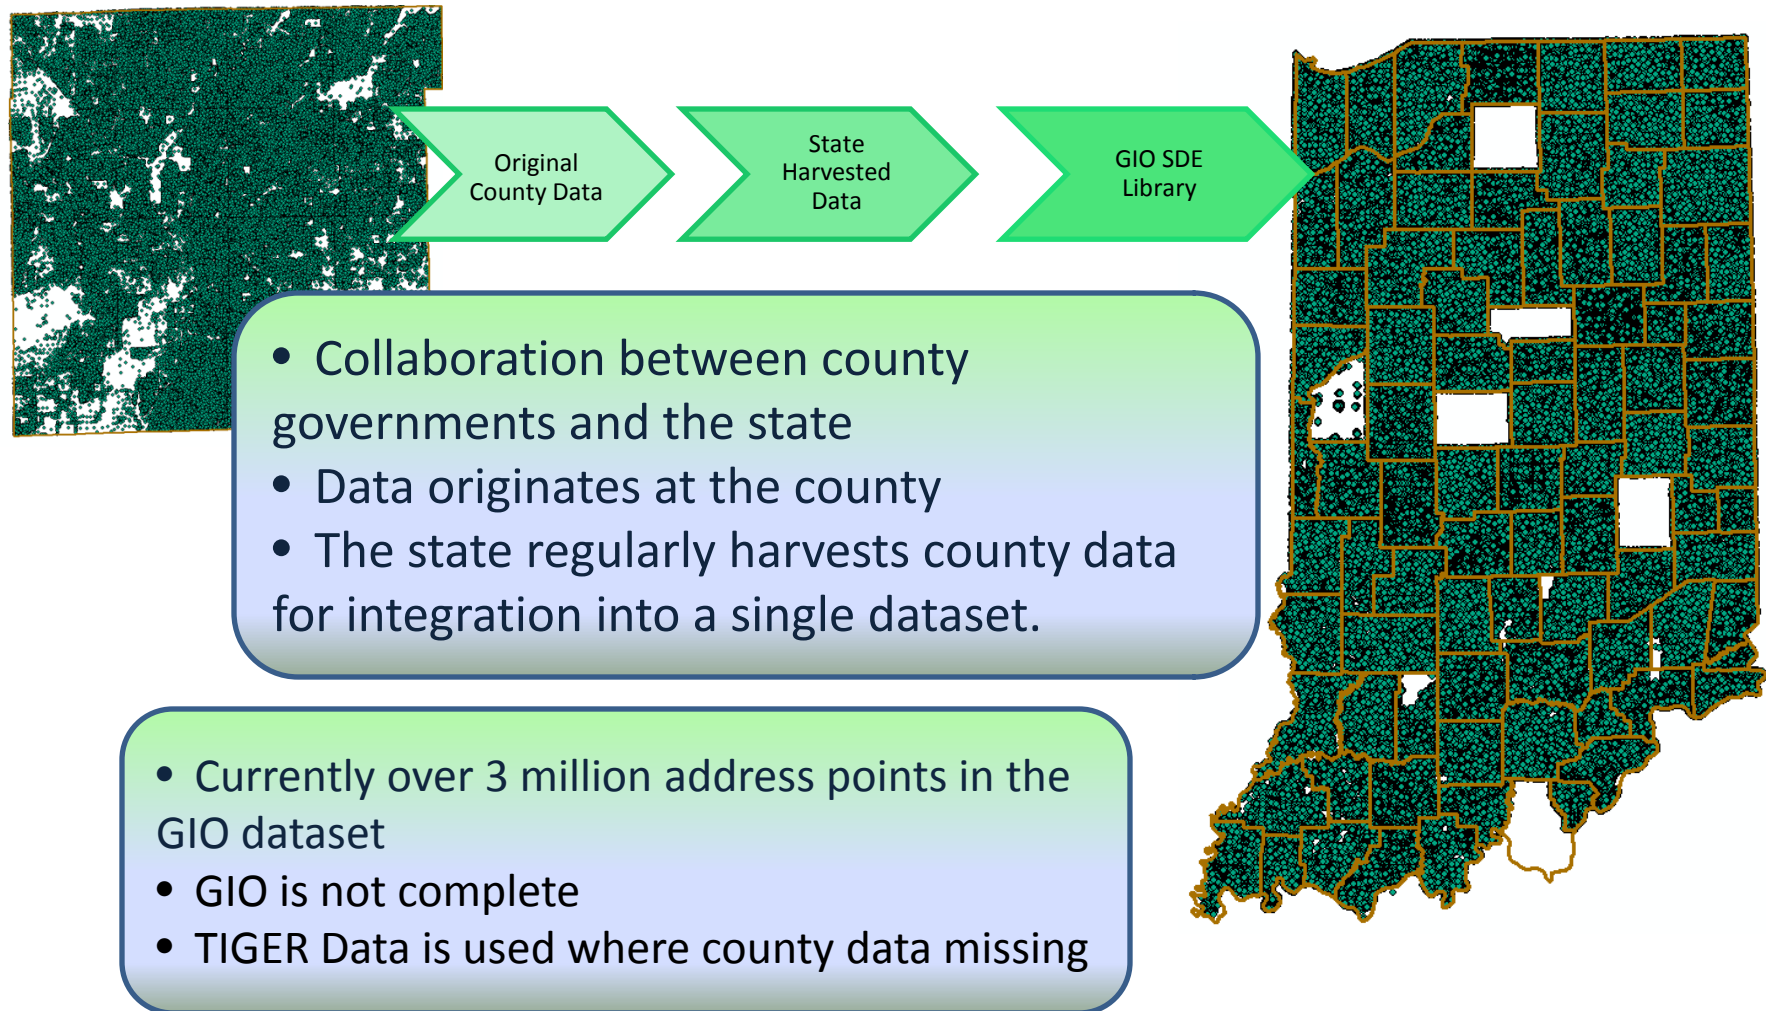 Original
County Data
State
Harvested
Data
GIO SDE
Library
• Collaboration between county
governments and the state
• Data originates at the county
• The state regularly harvests county data
for integration into a single dataset.
• Currently over 3 million address points in the
GIO dataset
• GIO is not complete
• TIGER Data is used where county data missing